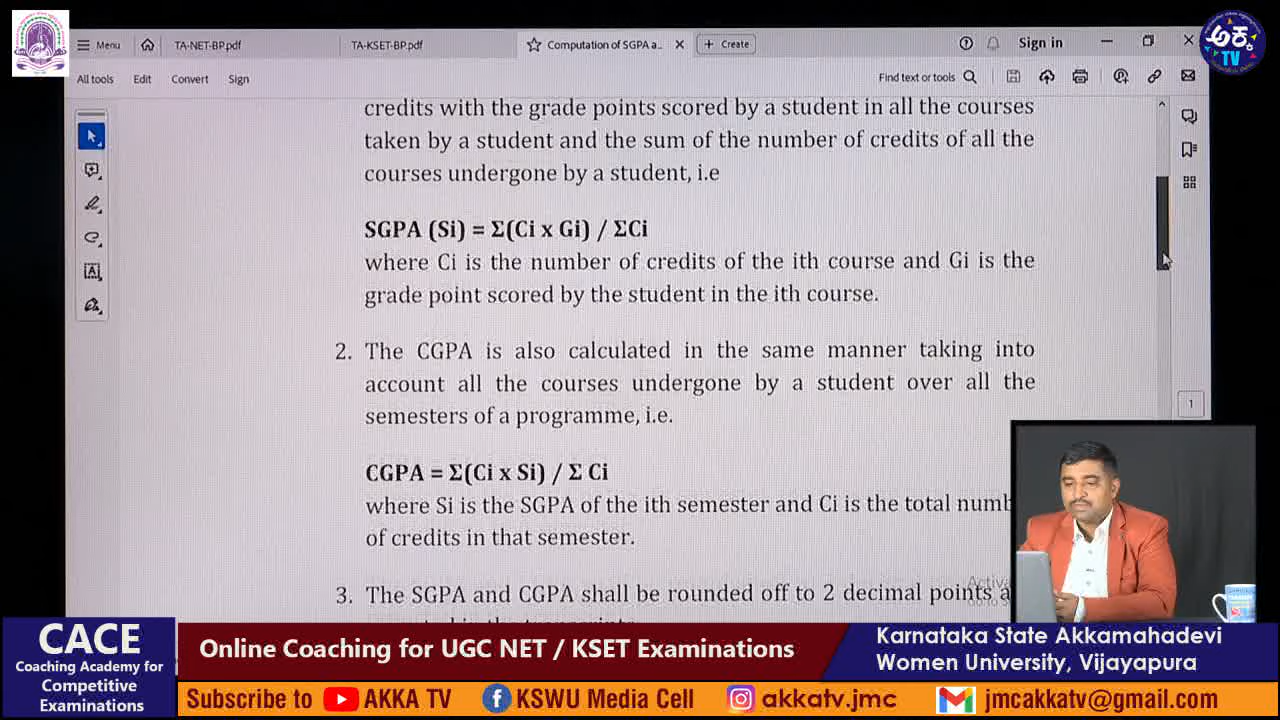 Menu
TA-NET-BP.pdf
TA-KSET-BP.pdf
Computation of SGPA a...
+ Create
Sign in
ಅಕ್ಕ
TV
All tools
Edit
Convert
Sign
Find text or tools
credits with the grade points scored by a student in all the courses
taken by a student and the sum of the number of credits of all the
courses undergone by a student, i.e
SGPA (Si) = Σ(Ci x Gi) / ΣCi
where Ci is the number of credits of the ith course and Gi is the
grade point scored by the student in the ith course.
2. The CGPA is also calculated in the same manner taking into
account all the courses undergone by a student over all the
semesters of a programme, i.e.
1
CGPA = Σ(Ci x Si) / Σ Ci
where Si is the SGPA of the ith semester and Ci is the total numb
of credits in that semester.
3. The SGPA and CGPA shall be rounded off to 2 decimal points a
CACE
Coaching Academy for
Competitive
Examinations
Online Coaching for UGC NET / KSET Examinations
Karnataka State Akkamahadevi
Women University, Vijayapura
Subscribe to AKKA TV
KSWU Media Cell
akkatv.jmc
jmcakkatv@gmail.com